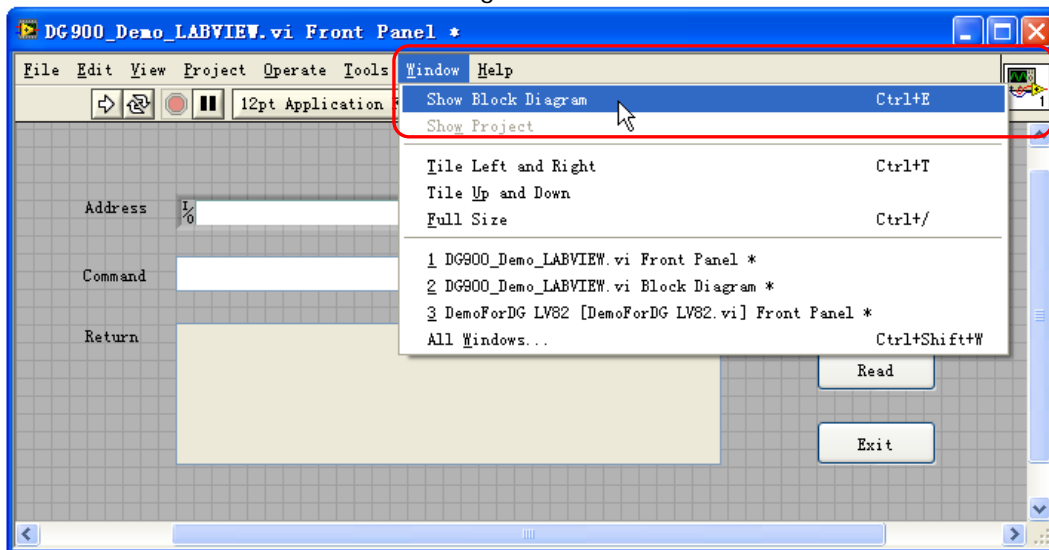 DG900_Demo_LABVIEW.vi Front Panel *
File Edit View Project Operate Tools Window Help
12pt Application
Show Block Diagram Ctrl+E
Show Project
1
Tile Left and Right Ctrl+T
Tile Up and Down
Full Size Ctrl+/
Address
1 DG900_Demo_LABVIEW.vi Front Panel *
Command
2 DG900_Demo_LABVIEW.vi Block Diagram *
3 DemoForDG LV82 [DemoForDG LV82.vi] Front Panel *
Return
All Windows... Ctrl+Shift+W
Read
Exit